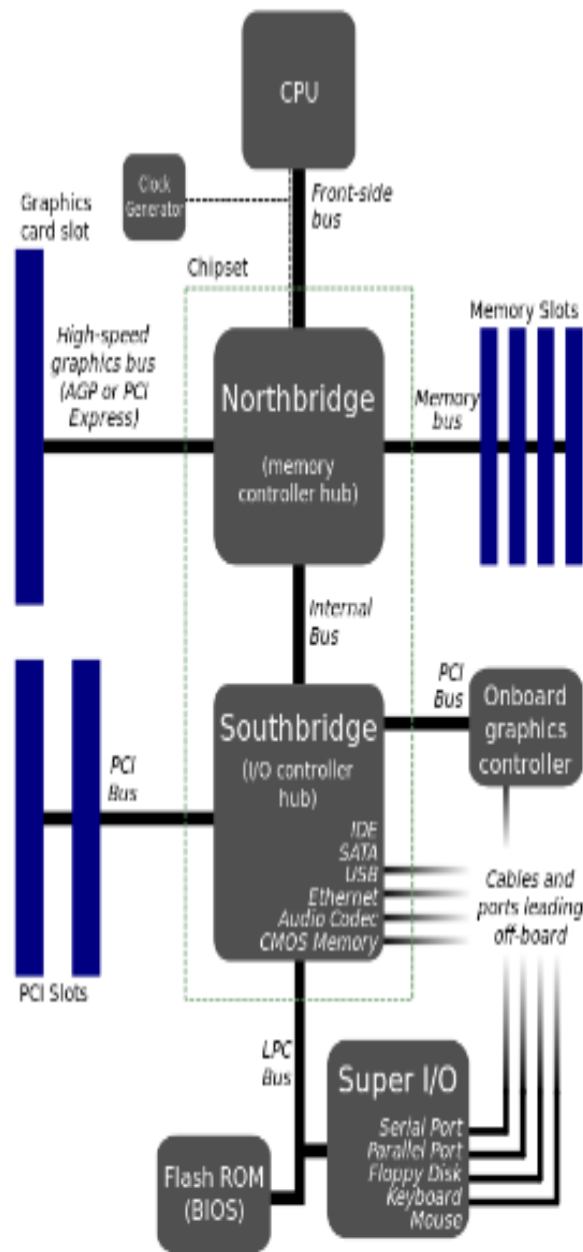 CPU
Clock
Generator
Front-side
bus
Graphics
card slot
Chipset
High-speed
graphics bus
(AGP or PCI
Express)
Northbridge
(memory
controller hub)
Memory Slots
Memory
bus
Internal
Bus
Southbridge
(I/O controller
hub)
IDE
SATA
USB
Ethernet
Audio Codec
CMOS Memory
PCI
Bus
Onboard
graphics
controller
PCI
Bus
PCI Slots
Cables and
ports leading
off-board
LPC
Bus
Super I/O
Serial Port
Parallel Port
Floppy Disk
Keyboard
Mouse
Flash ROM
(BIOS)